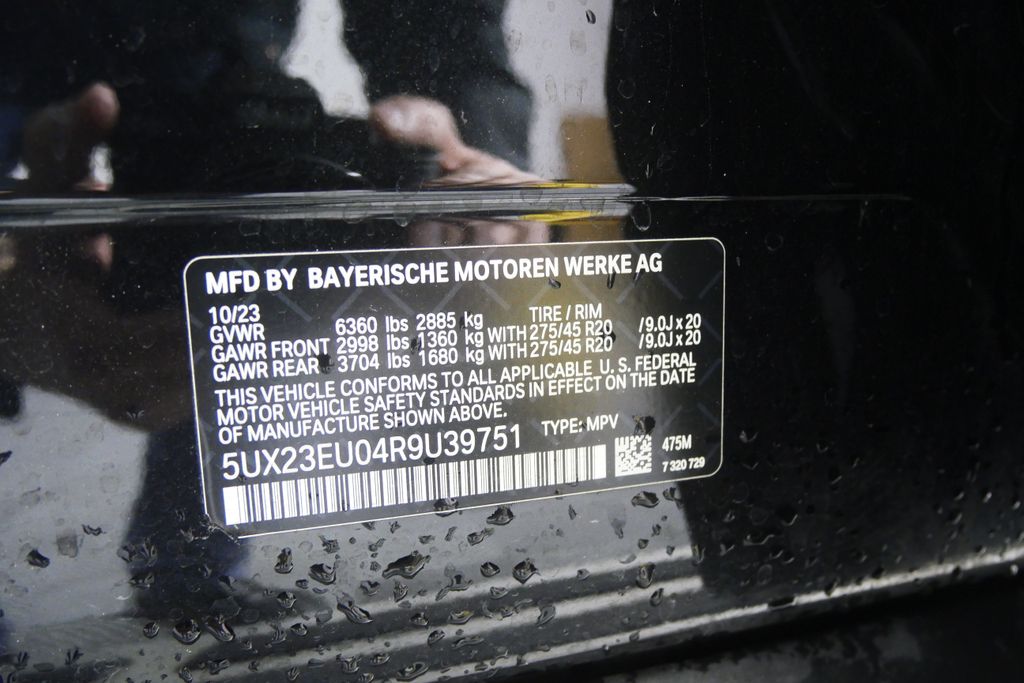 MFD BY BAYERISCHE MOTOREN WERKE AG
10/23 TIRE / RIM
GVWR 6360 lbs 2885 kg
GAWR FRONT 2998 lbs 1360 kg WITH 275/45 R20 /9.0J x 20
GAWR REAR 3704 lbs 1680 kg WITH 275/45 R20 /9.0J x 20
THIS VEHICLE CONFORMS TO ALL APPLICABLE U. S. FEDERAL
MOTOR VEHICLE SAFETY STANDARDS IN EFFECT ON THE DATE
OF MANUFACTURE SHOWN ABOVE.
5UX23EU04R9U39751 TYPE: MPV
475M
7 320 729